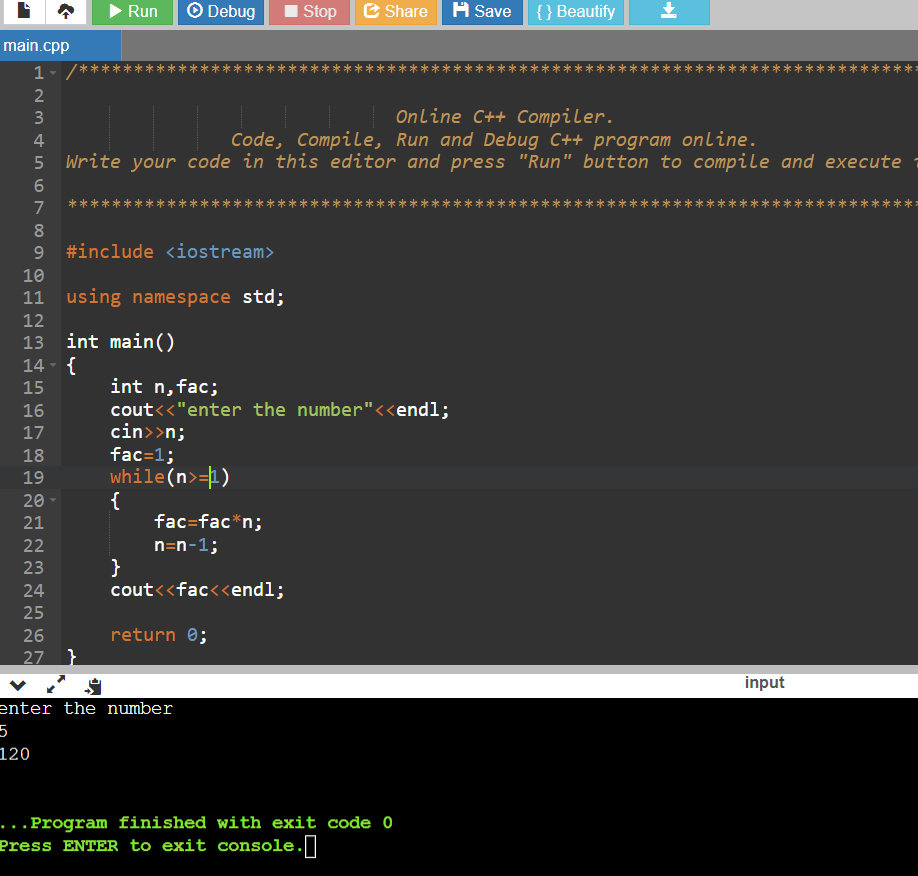 Run Debug Stop Share Save { } Beautify
main.cpp
1 /*****************************************************************************
2
3 Online C++ Compiler.
4 Code, Compile, Run and Debug C++ program online.
5 Write your code in this editor and press "Run" button to compile and execute
6
7 *****************************************************************************
8
9 #include <iostream>
10
11 using namespace std;
12
13 int main()
14 {
15 int n,fac;
16 cout<<"enter the number"<<endl;
17 cin>>n;
18 fac=1;
19 while(n>=1)
20 {
21 fac=fac*n;
22 n=n-1;
23 }
24 cout<<fac<<endl;
25
26 return 0;
27 }
input
enter the number
5
120
...Program finished with exit code 0
Press ENTER to exit console.